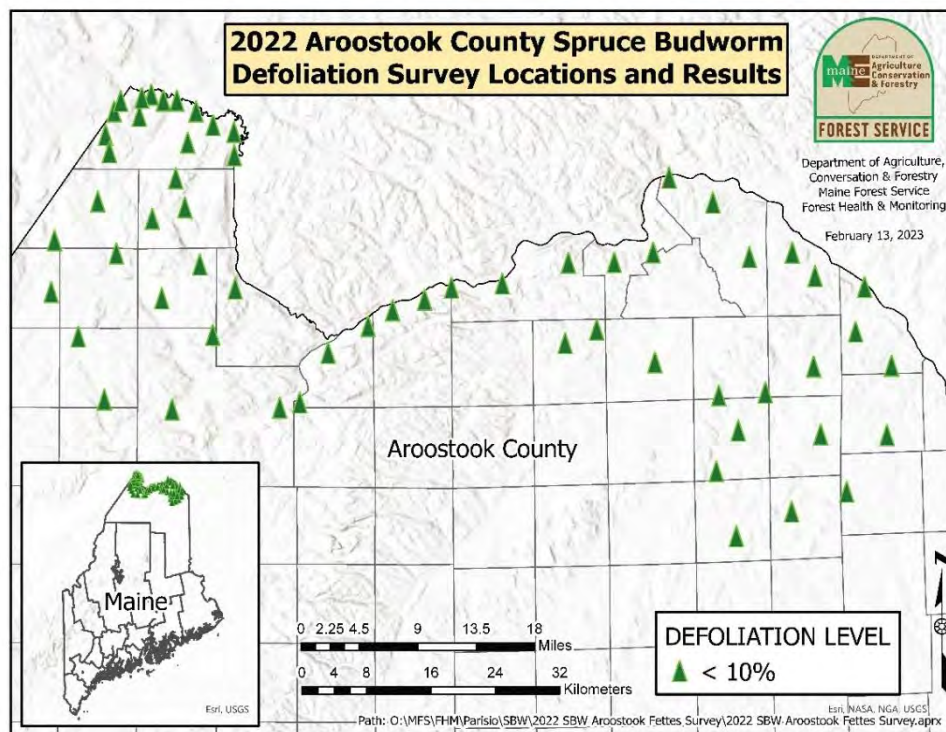 2022 Aroostook County Spruce Budworm
Defoliation Survey Locations and Results
DEPARTMENT OF
maine
Agriculture
Conservation
& Forestry
FOREST SERVICE
Department of Agriculture,
Conversation & Forestry
Maine Forest Service
Forest Health & Monitoring
February 13, 2023
Aroostook County
Maine
Esri, USGS
0 2.25 4.5 9 13.5 18
Miles
0 4 8 16 24 32
Kilometers
DEFOLIATION LEVEL
< 10%
Esri, NASA, NGA, USGS
Path: O:\MFS\FHM\Parisio\SBW\2022 SBW Aroostook Fettes Survey\2022 SBW Aroostook Fettes Survey.aprx